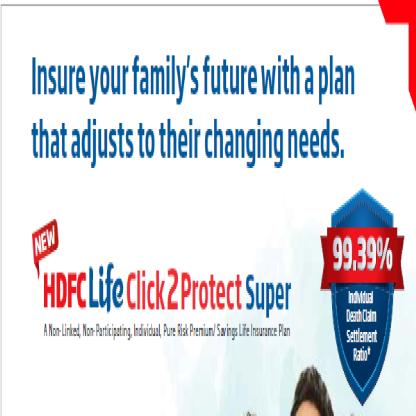 Insure your family's future with a plan
that adjusts to their changing needs.
NEW
HDFC Life Click 2 Protect Super
A Non-Linked, Non-Participating, Individual, Pure Risk Premium/ Savings Life Insurance Plan
99.39%
Individual
Death Claim
Settlement
Ratio*